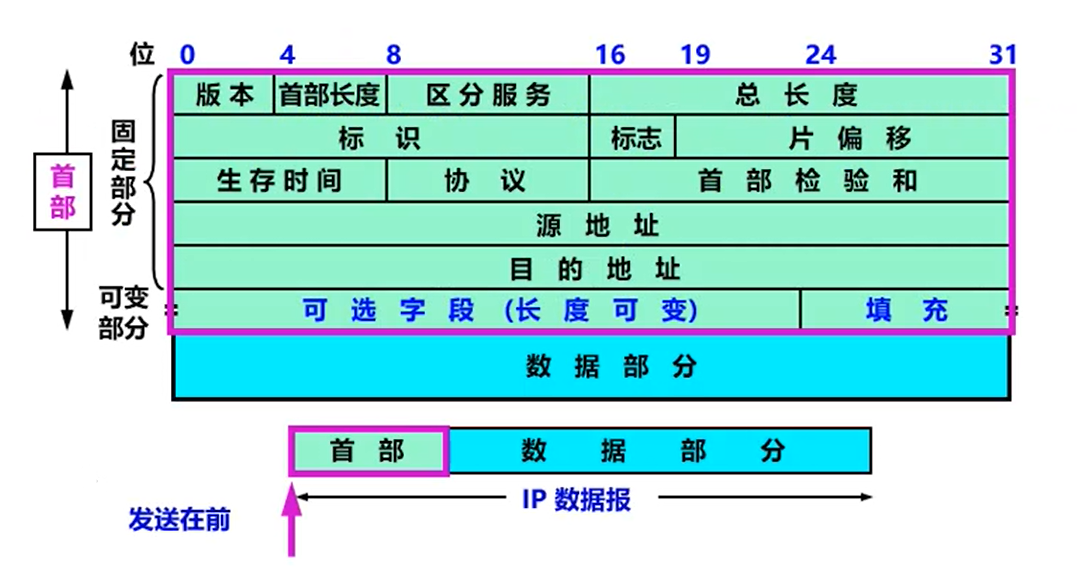 位 0 4 8 16 19 24 31
版本 首部长度 区分服务 总长度
标识 标志 片偏移
生存时间 协议 首部检验和
源地址
目的地址
可选字段 (长度可变) 填充
数据部分
首部
固定部分
可变部分
首部 数据部分
IP 数据报
发送在前